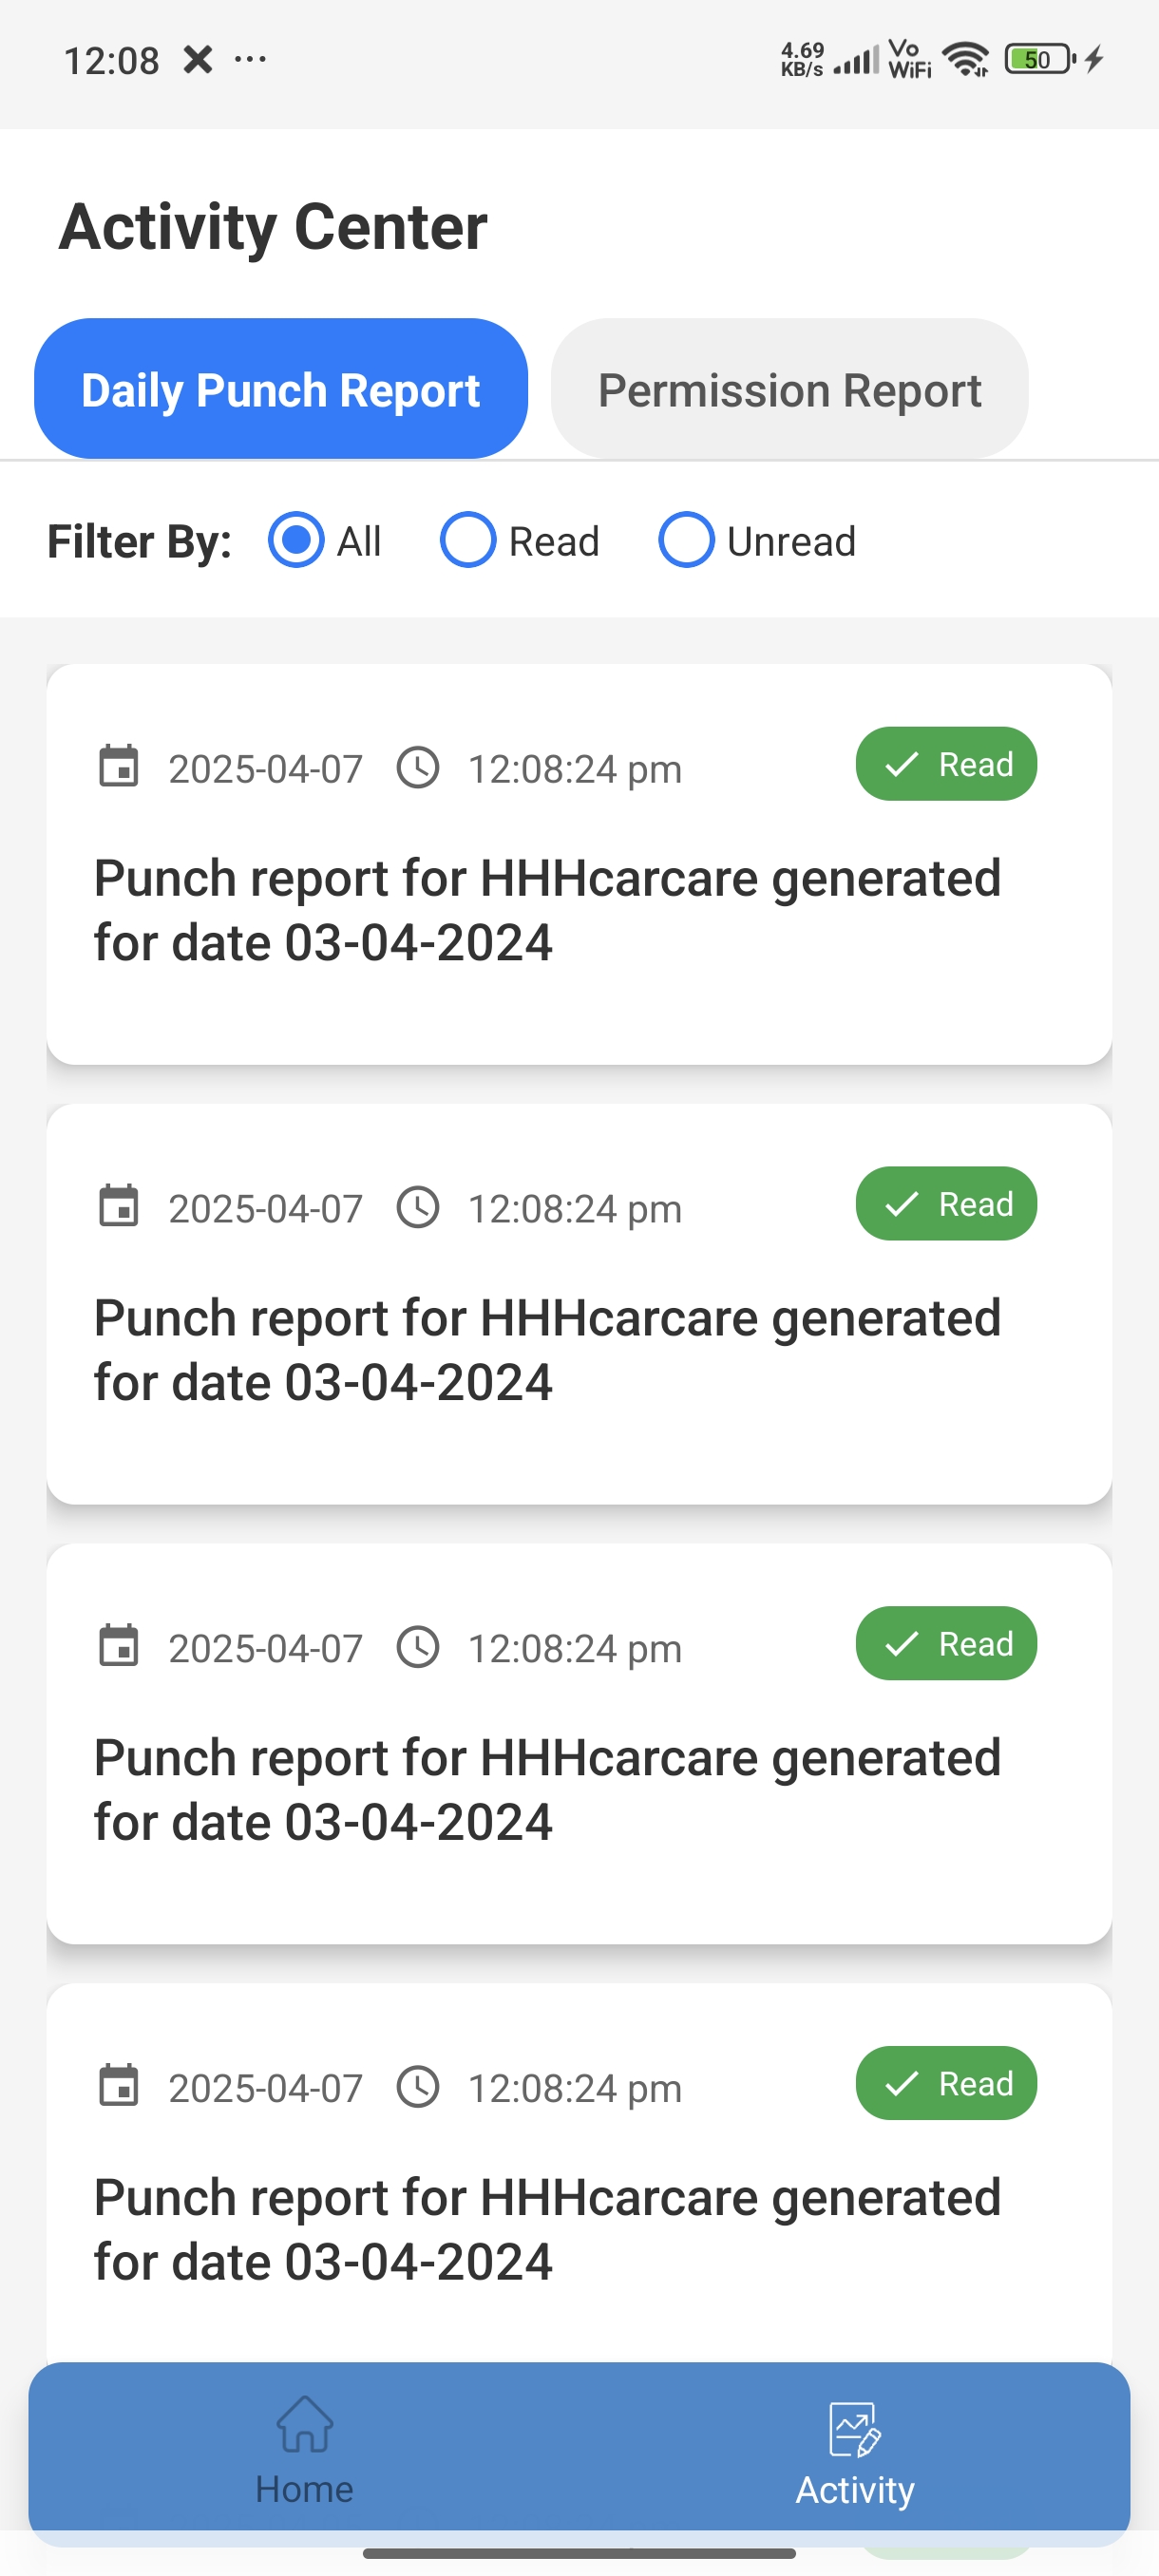 12:08 ✕ ...
4.69 KB/s Vo WiFi 50
Activity Center
Daily Punch Report Permission Report
Filter By: All Read Unread
2025-04-07 12:08:24 pm Read
Punch report for HHHcarcare generated
for date 03-04-2024
2025-04-07 12:08:24 pm Read
Punch report for HHHcarcare generated
for date 03-04-2024
2025-04-07 12:08:24 pm Read
Punch report for HHHcarcare generated
for date 03-04-2024
2025-04-07 12:08:24 pm Read
Punch report for HHHcarcare generated
for date 03-04-2024
Home Activity